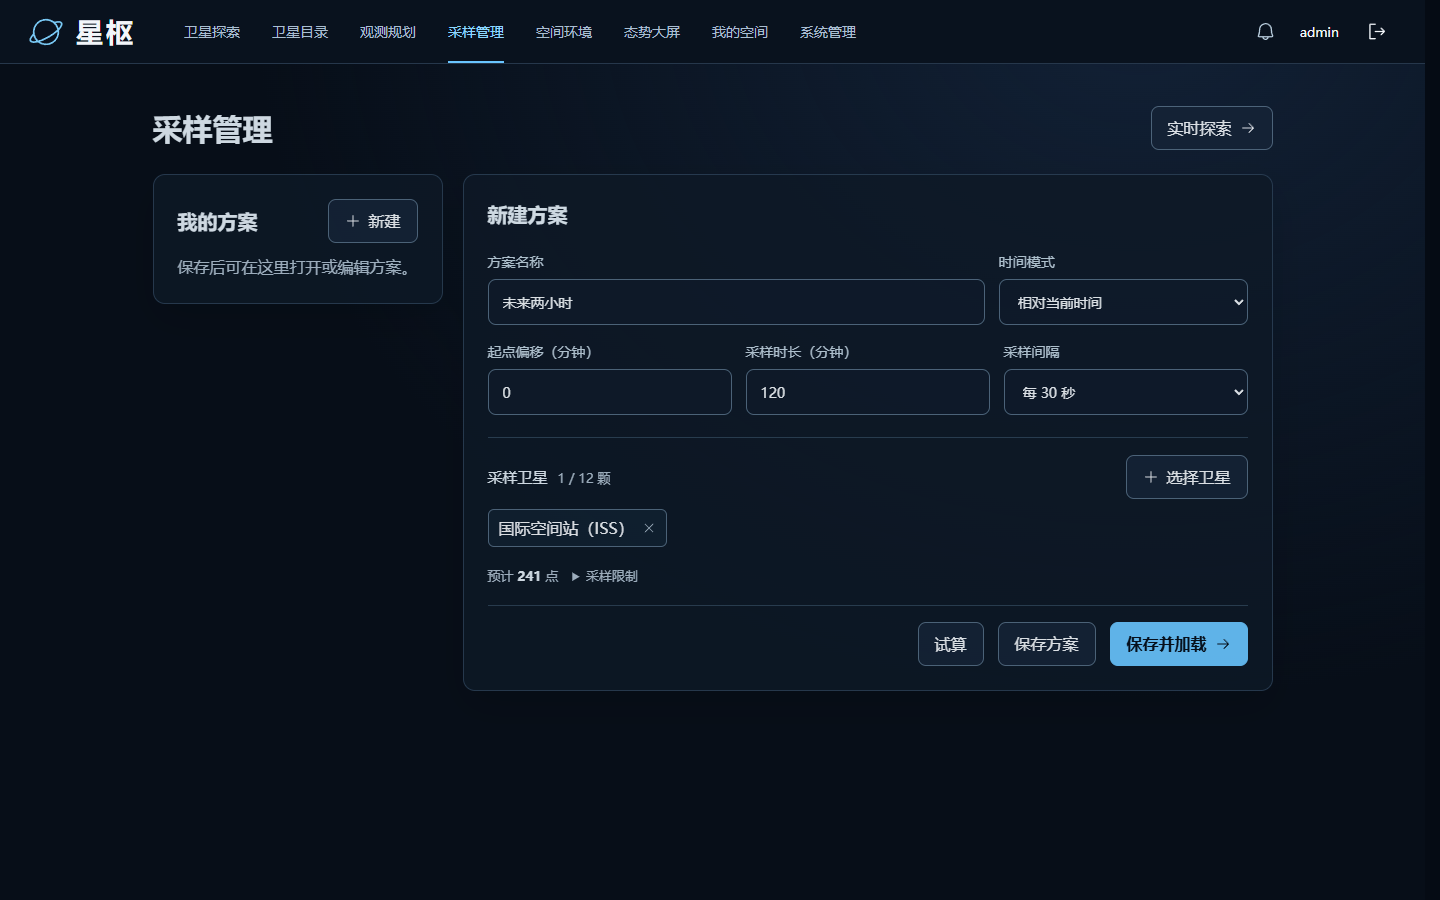 星枢 卫星探索 卫星目录 观测规划 采样管理 空间环境 态势大屏 我的空间 系统管理 admin
采样管理
实时探索 →
我的方案
+ 新建
保存后可在这里打开或编辑方案。
新建方案
方案名称
未来两小时
时间模式
相对当前时间
起点偏移（分钟）
0
采样时长（分钟）
120
采样间隔
每 30 秒
采样卫星 1 / 12 颗
+ 选择卫星
国际空间站（ISS） ×
预计 241 点 ▶ 采样限制
试算
保存方案
保存并加载 →